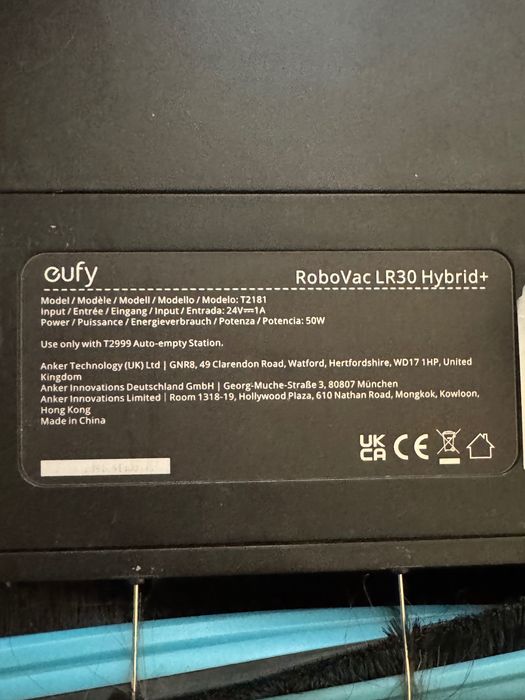 eufy
RoboVac LR30 Hybrid+
Model / Modèle / Modell / Modello / Modelo: T2181
Input / Entrée / Eingang / Input / Entrada: 24V⎓1A
Power / Puissance / Energieverbrauch / Potenza / Potencia: 50W
Use only with T2999 Auto-empty Station.
Anker Technology (UK) Ltd | GNR8, 49 Clarendon Road, Watford, Hertfordshire, WD17 1HP, United
Kingdom
Anker Innovations Deutschland GmbH | Georg-Muche-Straße 3, 80807 München
Anker Innovations Limited | Room 1318-19, Hollywood Plaza, 610 Nathan Road, Mongkok, Kowloon,
Hong Kong
Made in China
UK
CA
CE